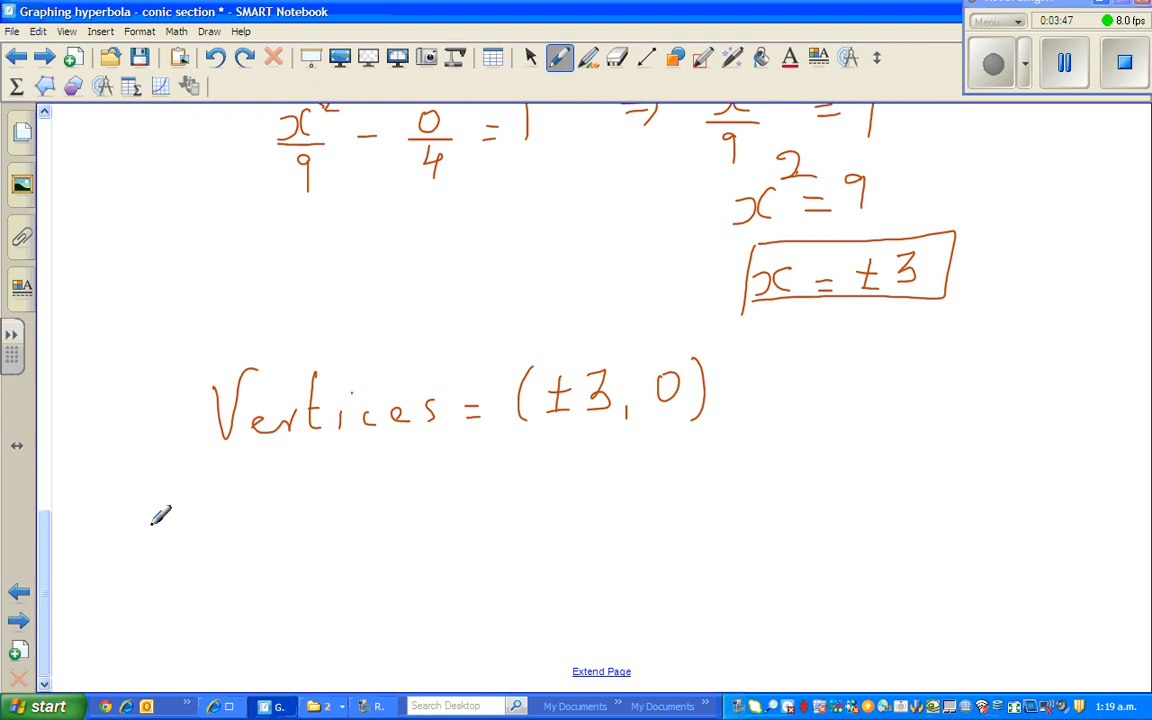 Graphing hyperbola - conic section * - SMART Notebook
Menu
0:03:47
8.0 fps
File Edit View Insert Format Math Draw Help
x²/9 - 0/4 = 1 ⇒ x²/9 = 1
x² = 9
x = ± 3
Vertices = (± 3, 0)
Extend Page
start
G.
2
R.
Search Desktop
My Documents
My Documents
1:19 a.m.